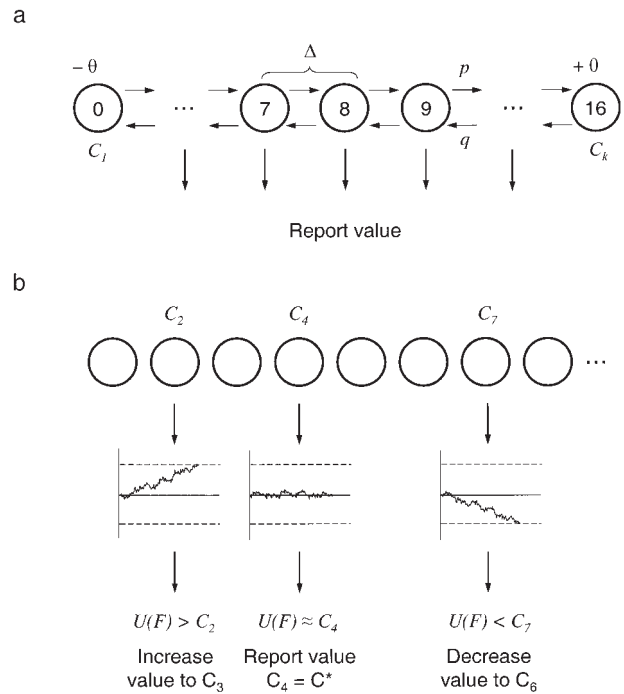 a
Δ
– θ
p
+ 0
0 ... 7 8 9 ... 16
C1
q
Ck
Report value
b
C2 C4 C7
...
U(F) > C2 U(F) ≈ C4 U(F) < C7
Increase Report value Decrease
value to C3 C4 = C* value to C6